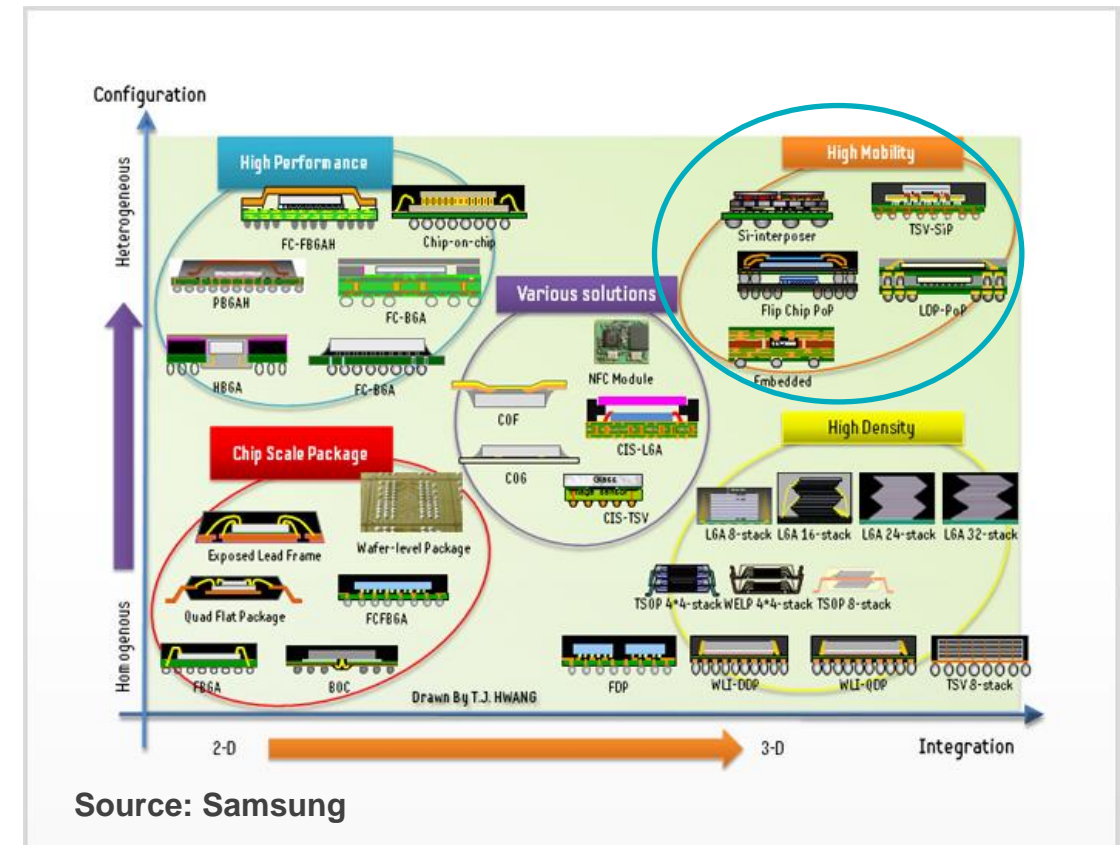 Configuration
Heterogeneous
Homogenous
High Performance
FC-FBGAH
Chip-on-chip
PBGAH
FC-BGA
HBGA
FC-BGA
High Mobility
Si-interposer
TSV-SiP
Flip Chip PoP
LDP-PoP
Embedded
Various solutions
NFC Module
COF
CIS-LGA
COG
Glass
CIS-TSV
Chip Scale Package
Exposed Lead Frame
Wafer-level Package
Quad Flat Package
FCFBGA
FBGA
BOC
High Density
LGA 8-stack LGA 16-stack LGA 24-stack LGA 32-stack
TSOP 4*4-stack WELP 4*4-stack TSOP 8-stack
FDP
WLI-DDP
WLI-QDP
TSV 8-stack
Drawn By T.J. HWANG
2-D
3-D
Integration
Source: Samsung